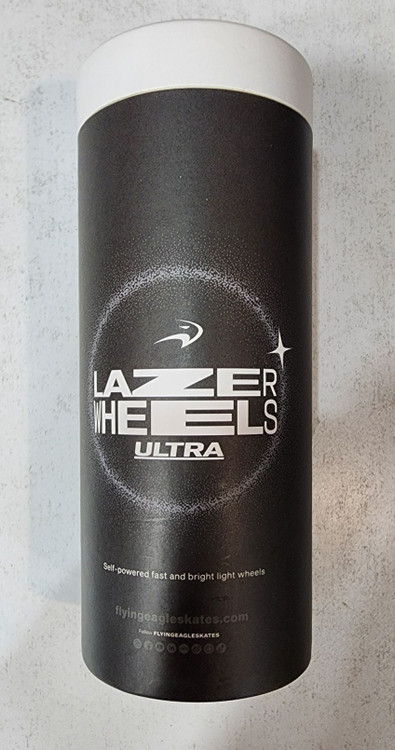 LAZER
WHEELS
ULTRA
Self-powered fast and bright light wheels
flyingeagleskates.com
Follow FLYINGEAGLESKATES